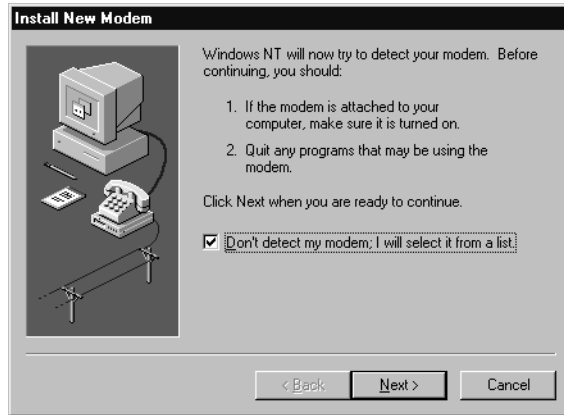 Install New Modem
Windows NT will now try to detect your modem. Before
continuing, you should:
1. If the modem is attached to your
computer, make sure it is turned on.
2. Quit any programs that may be using the
modem.
Click Next when you are ready to continue.
Don't detect my modem; I will select it from a list.
< Back
Next >
Cancel